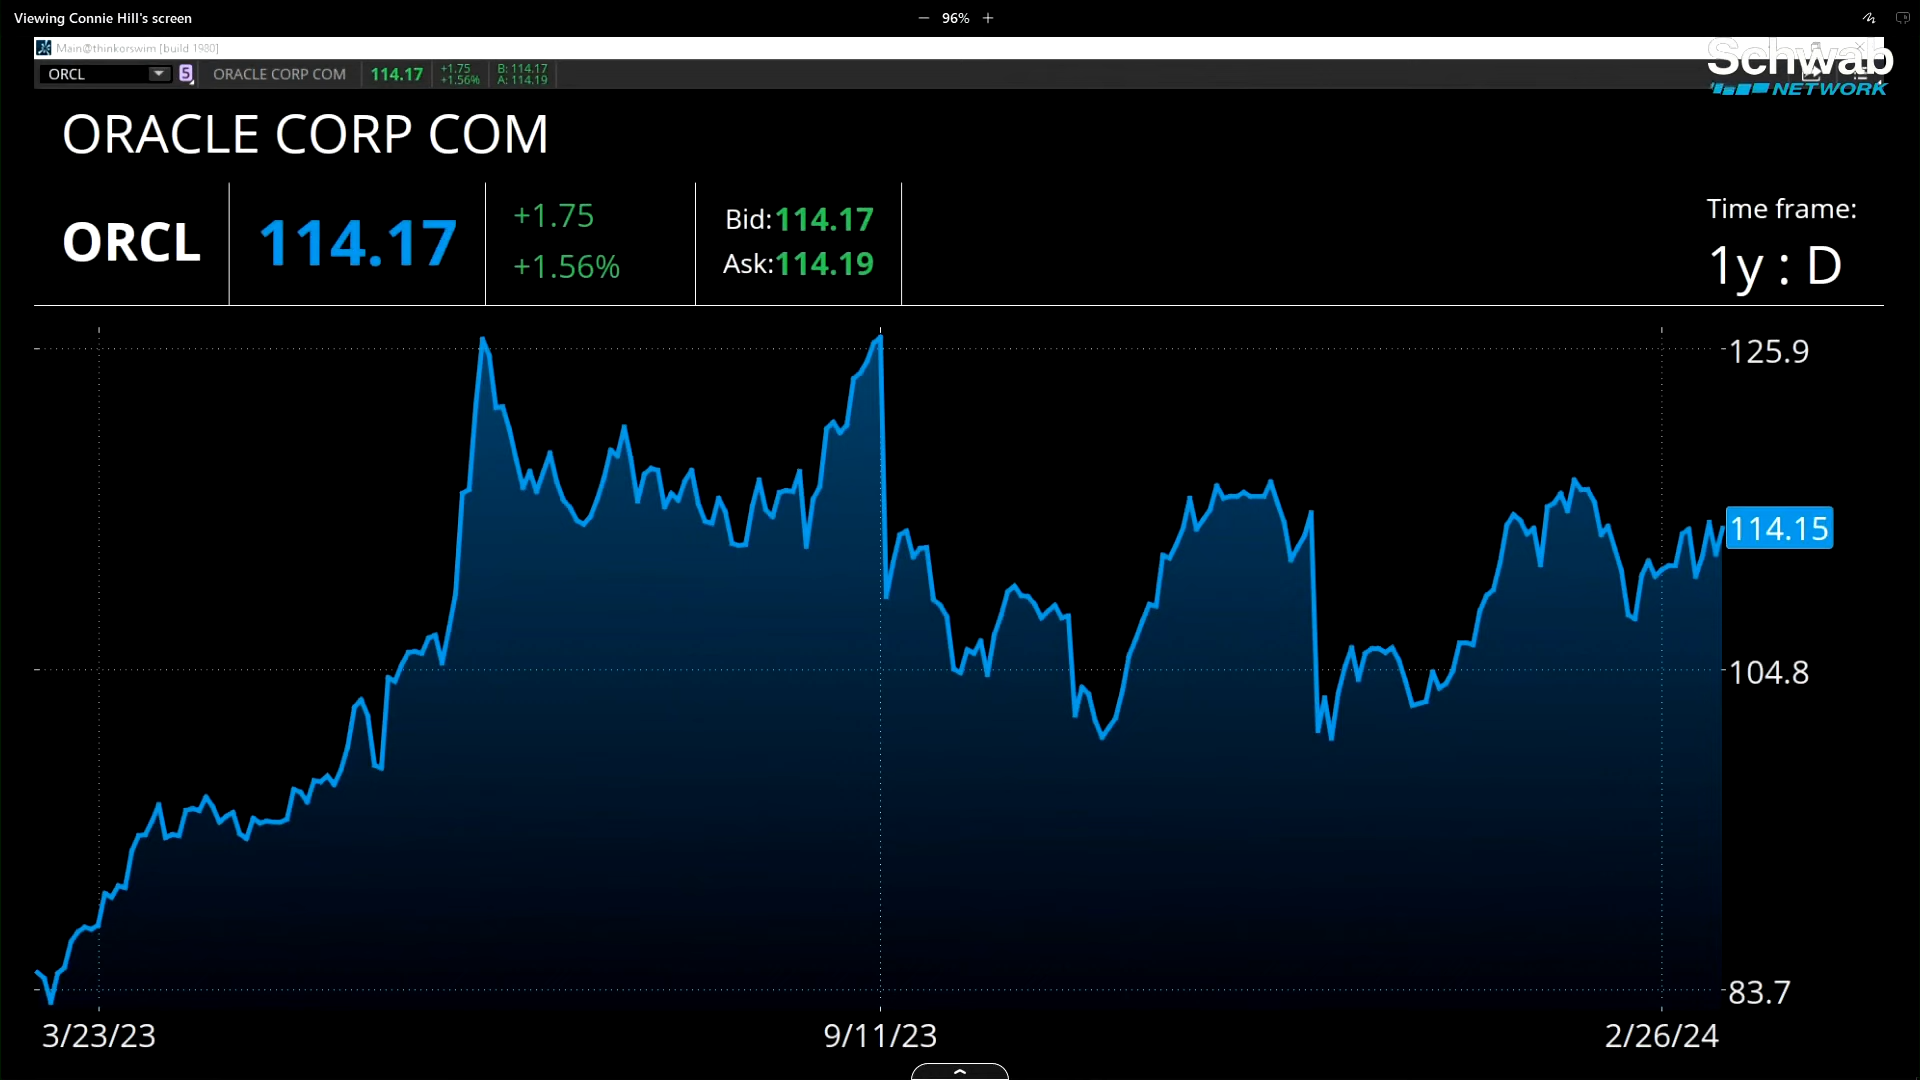 Viewing Connie Hill's screen
— 96% +
Main@thinkorswim [build 1980]
Schwab
NETWORK
ORCL 5 ORACLE CORP COM 114.17 +1.75 B: 114.17
+1.56% A: 114.19
ORACLE CORP COM
ORCL 114.17 +1.75 Bid:114.17 Time frame:
+1.56% Ask:114.19 1y : D
125.9
114.15
104.8
83.7
3/23/23 9/11/23 2/26/24